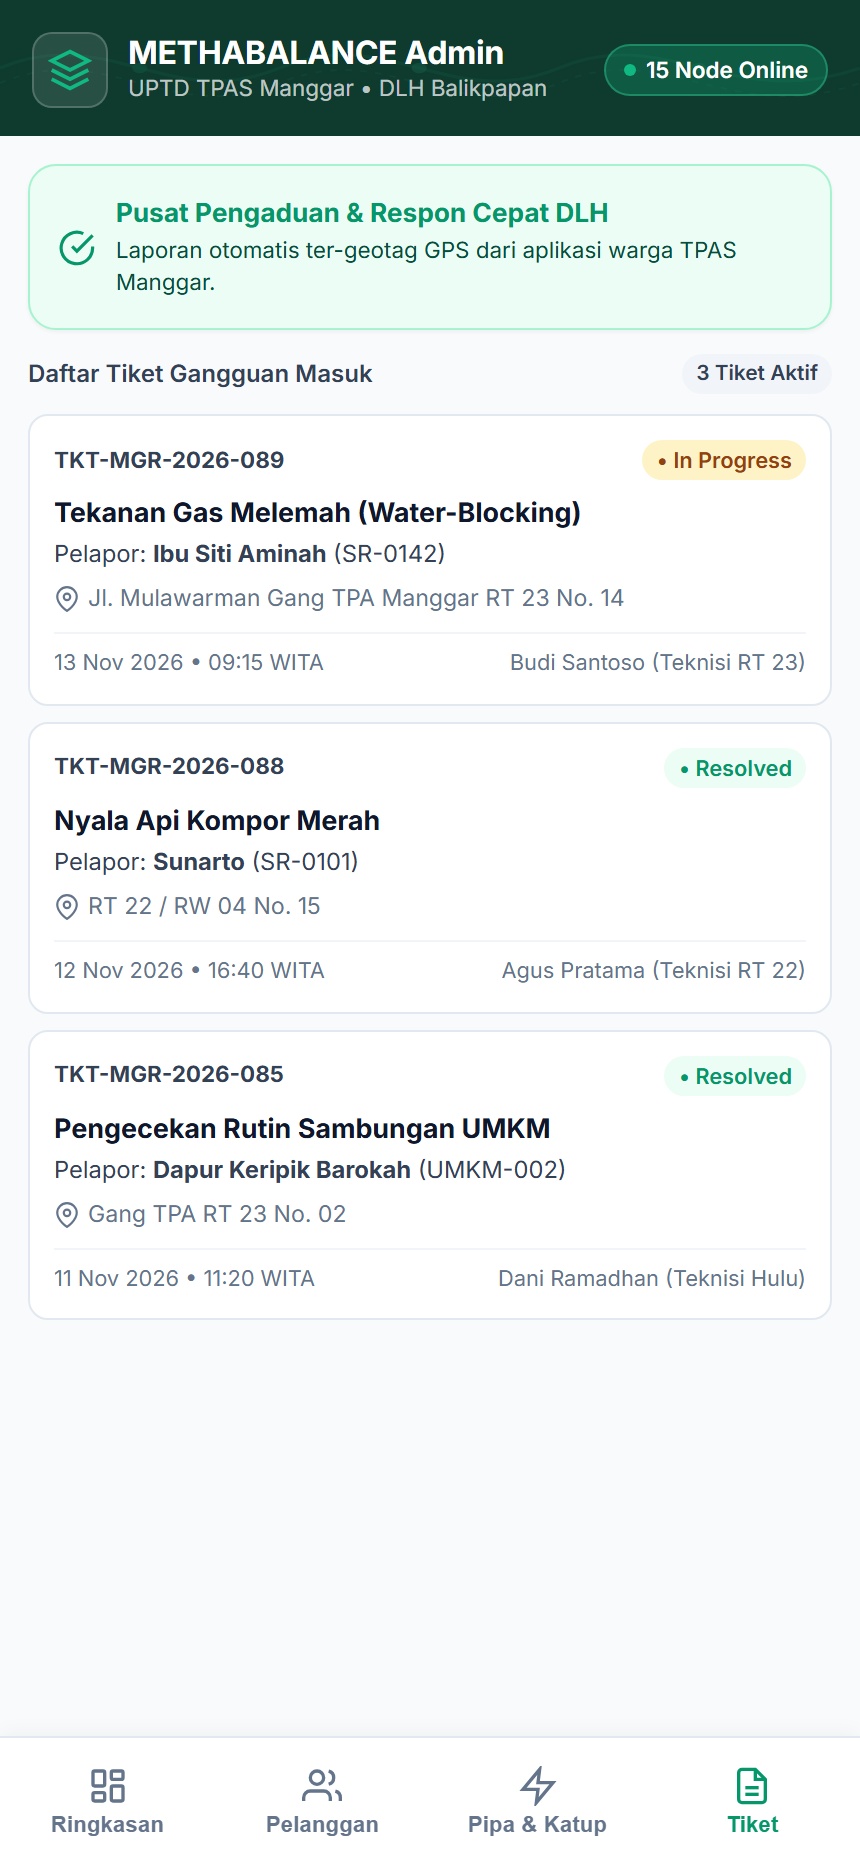 METHABALANCE Admin
UPTD TPAS Manggar • DLH Balikpapan
15 Node Online
Pusat Pengaduan & Respon Cepat DLH
Laporan otomatis ter-geotag GPS dari aplikasi warga TPAS
Manggar.
Daftar Tiket Gangguan Masuk
3 Tiket Aktif
TKT-MGR-2026-089
• In Progress
Tekanan Gas Melemah (Water-Blocking)
Pelapor: Ibu Siti Aminah (SR-0142)
Jl. Mulawarman Gang TPA Manggar RT 23 No. 14
13 Nov 2026 • 09:15 WITA
Budi Santoso (Teknisi RT 23)
TKT-MGR-2026-088
• Resolved
Nyala Api Kompor Merah
Pelapor: Sunarto (SR-0101)
RT 22 / RW 04 No. 15
12 Nov 2026 • 16:40 WITA
Agus Pratama (Teknisi RT 22)
TKT-MGR-2026-085
• Resolved
Pengecekan Rutin Sambungan UMKM
Pelapor: Dapur Keripik Barokah (UMKM-002)
Gang TPA RT 23 No. 02
11 Nov 2026 • 11:20 WITA
Dani Ramadhan (Teknisi Hulu)
Ringkasan
Pelanggan
Pipa & Katup
Tiket